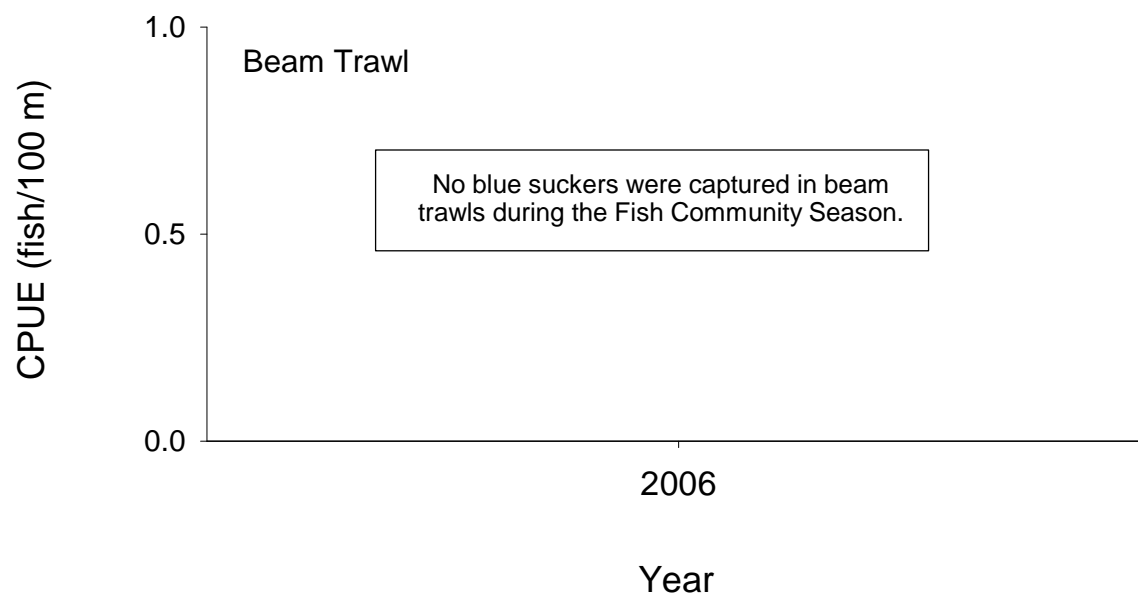 1.0
Beam Trawl
CPUE (fish/100 m)
No blue suckers were captured in beam
trawls during the Fish Community Season.
0.5
0.0
2006
Year